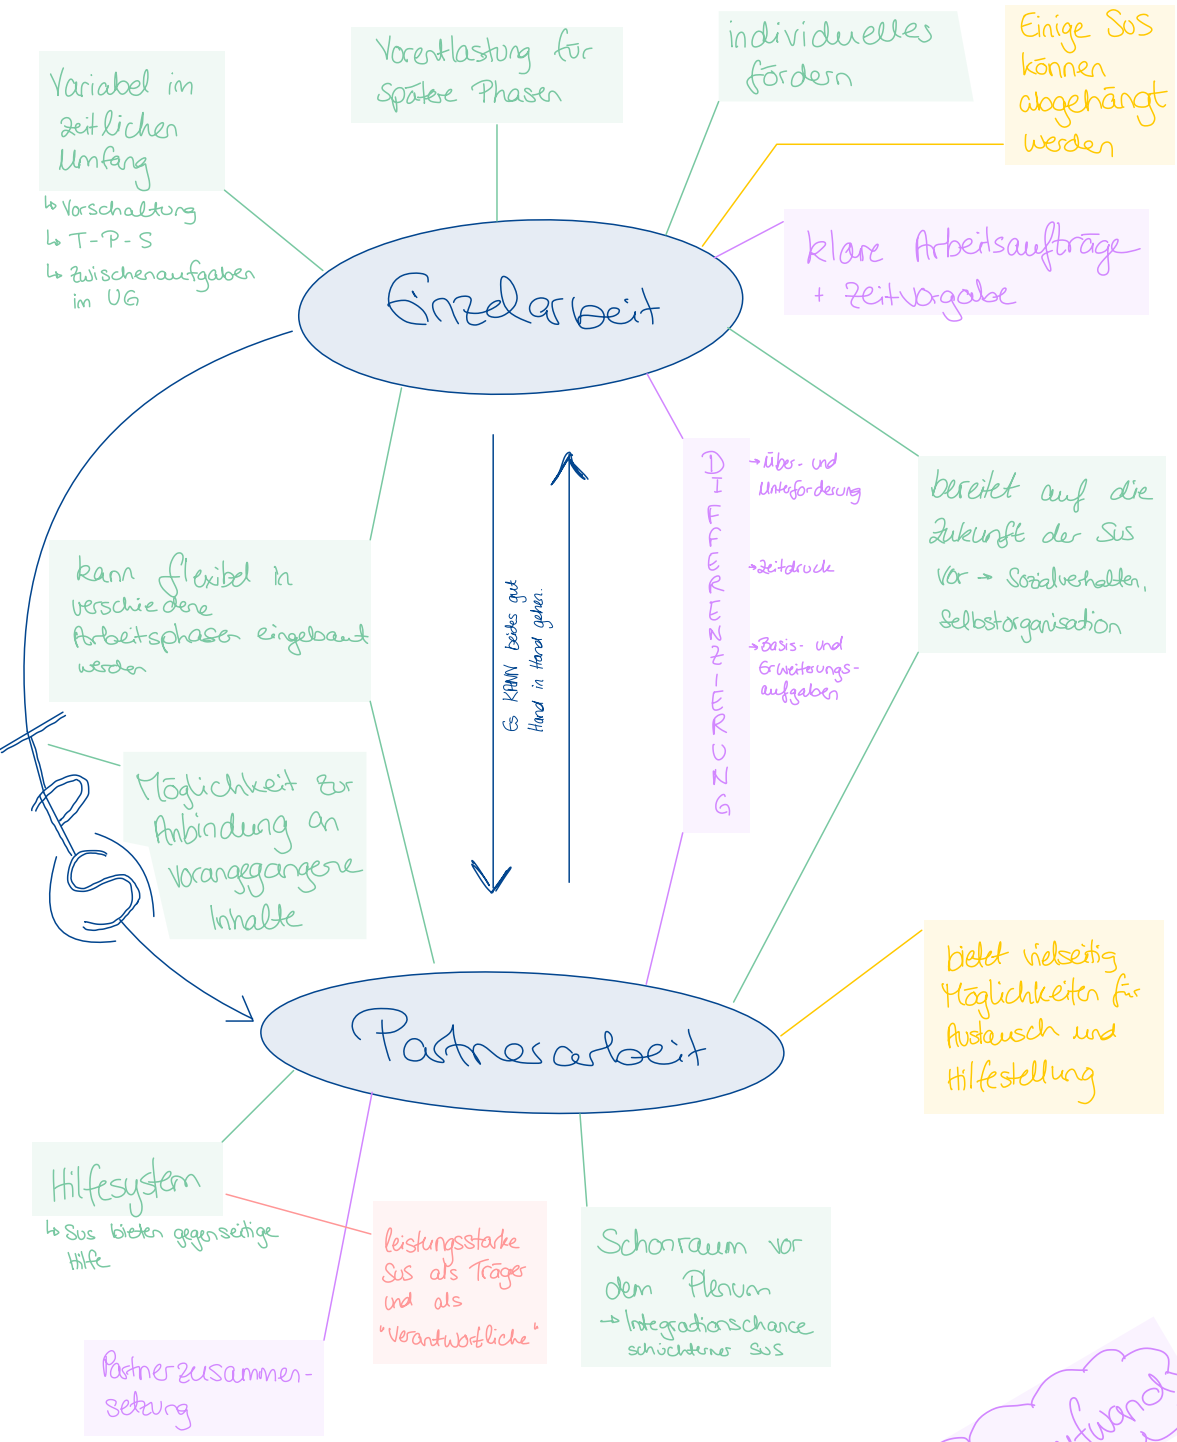 Variabel im
zeitlichen
Umfang
↳ Vorschaltung
↳ T-P-S
↳ Zwischenaufgaben
im UG
Vorentlastung für
spätere Phasen
individuelles
fördern
Einige SuS
können
abgehängt
werden
klare Arbeitsaufträge
+ Zeitvorgabe
Einzelarbeit
kann flexibel in
verschiedene
Arbeitsphasen eingebaut
werden
Es KANN beides gut
Hand in Hand gehen.
DIFFERENZIERUNG
→ Über- und
Unterforderung
→ Zeitdruck
→ Basis- und
Erweiterungs-
aufgaben
bereitet auf die
Zukunft der SuS
vor → Sozialverhalten,
Selbstorganisation
T
P
S
Möglichkeit zur
Anbindung an
vorangegangene
Inhalte
Partnerarbeit
bietet vielseitig
Möglichkeiten für
Austausch und
Hilfestellung
Hilfesystem
↳ SuS bieten gegenseitige
Hilfe
leistungsstarke
SuS als Träger
und als
"Verantwortliche"
Schonraum vor
dem Plenum
→ Integrationschance
schüchterner SuS
Partnerzusammen-
setzung